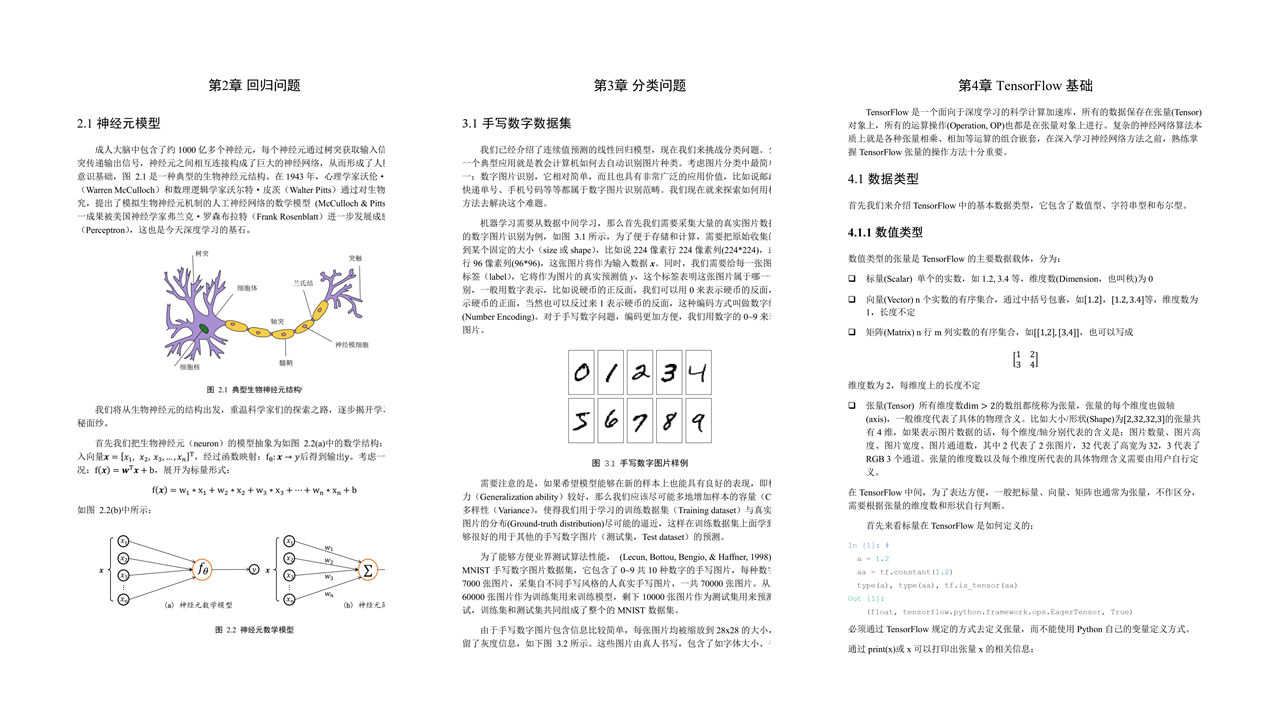 第2章 回归问题
2.1 神经元模型
成人大脑中包含了约 1000 亿多个神经元，每个神经元通过树突获取输入信
突传递输出信号，神经元之间相互连接构成了巨大的神经网络，从而形成了人脑
意识基础，图 2.1 是一种典型的生物神经元结构。在 1943 年，心理学家沃伦·
（Warren McCulloch）和数理逻辑学家沃尔特·皮茨（Walter Pitts）通过对生物
究，提出了模拟生物神经元机制的人工神经网络的数学模型 (McCulloch & Pitts
一成果被美国神经学家弗兰克·罗森布拉特（Frank Rosenblatt）进一步发展成
（Perceptron），这也是今天深度学习的基石。
树突
突触
细胞体
兰氏结
轴突
神经模细胞
细胞核
髓鞘
图 2.1 典型生物神经元结构
我们将从生物神经元的结构出发，重温科学家们的探索之路，逐步揭开学
秘面纱。
首先我们把生物神经元（neuron）的模型抽象为如图 2.2(a)中的数学结构：
入向量𝒙 = [x₁, x₂, x₃, …, xₙ]ᵀ，经过函数映射：f_θ: 𝒙 → y后得到输出y。考虑一
况：f(𝒙) = 𝒘ᵀ𝒙 + b，展开为标量形式：
f(𝒙) = w₁ * x₁ + w₂ * x₂ + w₃ * x₃ + ⋯ + wₙ * xₙ + b
如图 2.2(b)中所示：
x { x₁ x₂ x₃ ⋮ xₙ f_θ y
x { x₁ x₂ x₃ ⋮ xₙ w₁ w₂ w₃ wₙ Σ
（a）神经元数学模型
（b）神经元
图 2.2 神经元数学模型
第3章 分类问题
3.1 手写数字数据集
我们已经介绍了连续值预测的线性回归模型，现在我们来挑战分类问题。
一个典型应用就是教会计算机如何去自动识别图片种类。考虑图片分类中最简单
一：数字图片识别，它相对简单，而且也具有非常广泛的应用价值，比如说邮
快递单号、手机号码等等都属于数字图片识别范畴。我们现在就来探索如何用机
方法去解决这个难题。
机器学习需要从数据中间学习，那么首先我们需要采集大量的真实图片数据
的数字图片识别为例，如图 3.1 所示，为了便于存储和计算，需要把原始收集的
到某个固定的大小（size 或 shape），比如说 224 像素行 224 像素列(224*224)，
行 96 像素列(96*96)，这张图片将作为输入数据 𝒙。同时，我们需要给每一张图
标签（label），它将作为图片的真实预测值 y，这个标签表明这张图片属于哪一
别，一般用数字表示，比如说硬币的正反面，我们可以用 0 来表示硬币的反面，
示硬币的正面，当然也可以反过来 1 表示硬币的反面，这种编码方式叫做数字
(Number Encoding)。对于手写数字问题，编码更加方便，我们用数字的 0~9 来
图片。
0 1 2 3 4
5 6 7 8 9
图 3.1 手写数字图片样例
需要注意的是，如果希望模型能够在新的样本上也能具有良好的表现，即
力（Generalization ability）较好，那么我们应该尽可能多地增加样本的容量（C
多样性（Variance），使得我们用于学习的训练数据集（Training dataset）与真实
图片的分布(Ground-truth distribution)尽可能的逼近，这样在训练数据集上面学到
够很好的用于其他的手写数字图片（测试集，Test dataset）的预测。
为了能够方便业界测试算法性能，（Lecun, Bottou, Bengio, & Haffner, 1998)
MNIST 手写数字图片数据集，它包含了 0~9 共 10 种数字的手写图片，每种数
7000 张图片，采集自不同手写风格的人真实手写图片，一共 70000 张图片。从
60000 张图片作为训练集用来训练模型，剩下 10000 张图片作为测试集用来预测
试，训练集和测试集共同组成了整个的 MNIST 数据集。
由于手写数字图片包含信息比较简单，每张图片均被缩放到 28x28 的大小，
留了灰度信息，如下图 3.2 所示。这些图片由真人书写，包含了如字体大小、
第4章 TensorFlow 基础
TensorFlow 是一个面向于深度学习的科学计算加速库，所有的数据保存在张量(Tensor)
对象上，所有的运算操作(Operation, OP)也都是在张量对象上进行。复杂的神经网络算法本
质上就是各种张量相乘、相加等运算的组合嵌套，在深入学习神经网络方法之前，熟练掌
握 TensorFlow 张量的操作方法十分重要。
4.1 数据类型
首先我们来介绍 TensorFlow 中的基本数据类型，它包含了数值型、字符串型和布尔型。
4.1.1 数值类型
数值类型的张量是 TensorFlow 的主要数据载体，分为：
❑ 标量(Scalar) 单个的实数，如 1.2, 3.4 等，维度数(Dimension，也叫秩)为 0
❑ 向量(Vector) n 个实数的有序集合，通过中括号包裹，如[1.2]，[1.2,3.4]等，维度数为
1，长度不定
❑ 矩阵(Matrix) n 行 m 列实数的有序集合，如[[1,2],[3,4]]，也可以写成
[1 2
3 4]
维度数为 2，每维度上的长度不定
❑ 张量(Tensor) 所有维度数dim > 2的数组都统称为张量，张量的每个维度也做轴
(axis)，一般维度代表了具体的物理含义。比如大小/形状(Shape)为[2,32,32,3]的张量共
有 4 维，如果表示图片数据的话，每个维度/轴分别代表的含义是：图片数量、图片高
度、图片宽度、图片通道数，其中 2 代表了 2 张图片，32 代表了高宽为 32，3 代表了
RGB 3 个通道。张量的维度数以及每个维度所代表的具体物理含义需要由用户自行定
义。
在 TensorFlow 中间，为了表达方便，一般把标量、向量、矩阵也通常为张量，不作区分，
需要根据张量的维度数和形状自行判断。
首先来看标量在 TensorFlow 是如何定义的：
In [1]: #
a = 1.2
aa = tf.constant(1.2)
type(a), type(aa), tf.is_tensor(aa)
Out [1]:
(float, tensorflow.python.framework.ops.EagerTensor, True)
必须通过 TensorFlow 规定的方式去定义张量，而不能使用 Python 自己的变量定义方式。
通过 print(x)或 x 可以打印出张量 x 的相关信息：